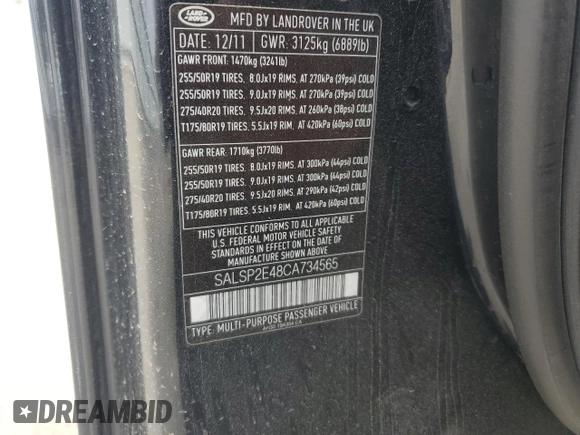 LAND
ROVER
MFD BY LANDROVER IN THE UK
DATE: 12/11 GWR: 3125kg (6889lb)
GAWR FRONT: 1470kg (3241lb)
255/50R19 TIRES. 8.0Jx19 RIMS. AT 270kPa (39psi) COLD
255/50R19 TIRES. 9.0Jx19 RIMS. AT 270kPa (39psi) COLD
275/40R20 TIRES. 9.5Jx20 RIMS. AT 260kPa (38psi) COLD
T175/80R19 TIRES. 5.5Jx19 RIM. AT 420kPa (60psi) COLD
GAWR REAR: 1710kg (3770lb)
255/50R19 TIRES. 8.0Jx19 RIMS. AT 300kPa (44psi) COLD
255/50R19 TIRES. 9.0Jx19 RIMS. AT 300kPa (44psi) COLD
275/40R20 TIRES. 9.5Jx20 RIMS. AT 290kPa (42psi) COLD
T175/80R19 TIRES. 5.5Jx19 RIM. AT 420kPa (60psi) COLD
THIS VEHICLE CONFORMS TO ALL APPLICABLE
U.S. FEDERAL MOTOR VEHICLE SAFETY
STANDARDS IN EFFECT ON THE DATE OF
MANUFACTURE SHOWN ABOVE
SALSP2E48CA734565
TYPE: MULTI-PURPOSE PASSENGER VEHICLE
DREAMBID